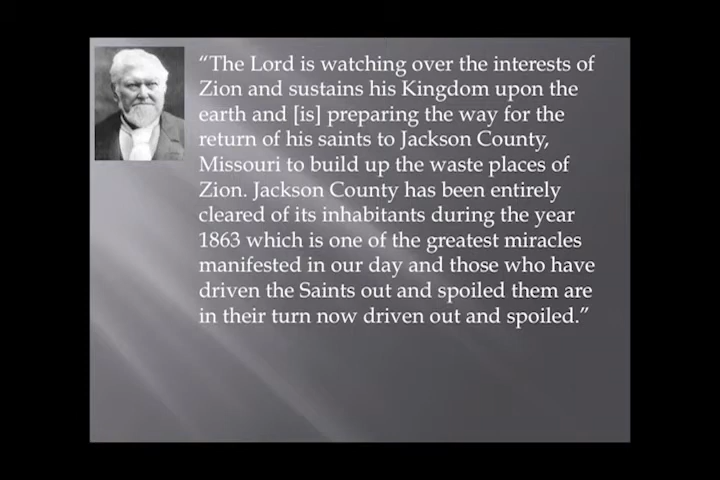 “The Lord is watching over the interests of
Zion and sustains his Kingdom upon the
earth and [is] preparing the way for the
return of his saints to Jackson County,
Missouri to build up the waste places of
Zion. Jackson County has been entirely
cleared of its inhabitants during the year
1863 which is one of the greatest miracles
manifested in our day and those who have
driven the Saints out and spoiled them are
in their turn now driven out and spoiled.”